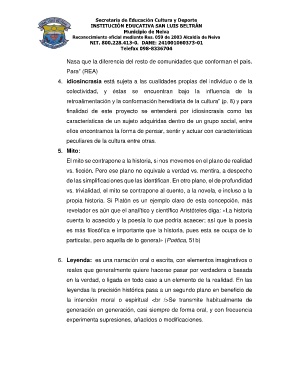 Secretaria de Educación Cultura y Deporte
INSTITUCIÓN EDUCATIVA SAN LUIS BELTRÁN
Municipio de Neiva
Reconocimiento oficial mediante Res. 059 de 2003 Alcaldía de Neiva
NIT. 800.228.413-0. DANE: 241001060373-01
Telefax 098-8336704
Nasa que la diferencia del resto de comunidades que conforman el país.
Para” (REA)
4. Idiosincrasia está sujeta a las cualidades propias del individuo o de la
colectividad, y éstas se encuentran bajo la influencia de la
retroalimentación y la conformación hereditaria de la cultura” (p. 6) y para
finalidad de este proyecto se entenderá por idiosincrasia como las
características de un sujeto adquiridas dentro de un grupo social, entre
ellos encontramos la forma de pensar, sentir y actuar con características
peculiares de la cultura entre otras.
5. Mito:
El mito se contrapone a la historia, si nos movemos en el plano de realidad
vs. ficción. Pero ese plano no equivale a verdad vs. mentira, a despecho
de las simplificaciones que las identifican. En otro plano, el de profundidad
vs. trivialidad, el mito se contrapone al cuento, a la novela, e incluso a la
propia historia. Si Platón es un ejemplo claro de esta concepción, más
revelador es aún que el analítico y científico Aristóteles diga: «La historia
cuenta lo acaecido y la poesía lo que podría acaecer; así que la poesía
es más filosófica e importante que la historia, pues esta se ocupa de lo
particular, pero aquella de lo general» (Poética, 51b)
6. Leyenda: es una narración oral o escrita, con elementos imaginativos o
reales que generalmente quiere hacerse pasar por verdadera o basada
en la verdad, o ligada en todo caso a un elemento de la realidad. En las
leyendas la precisión histórica pasa a un segundo plano en beneficio de
la intención moral o espiritual <br />Se transmite habitualmente de
generación en generación, casi siempre de forma oral, y con frecuencia
experimenta supresiones, añadidos o modificaciones.